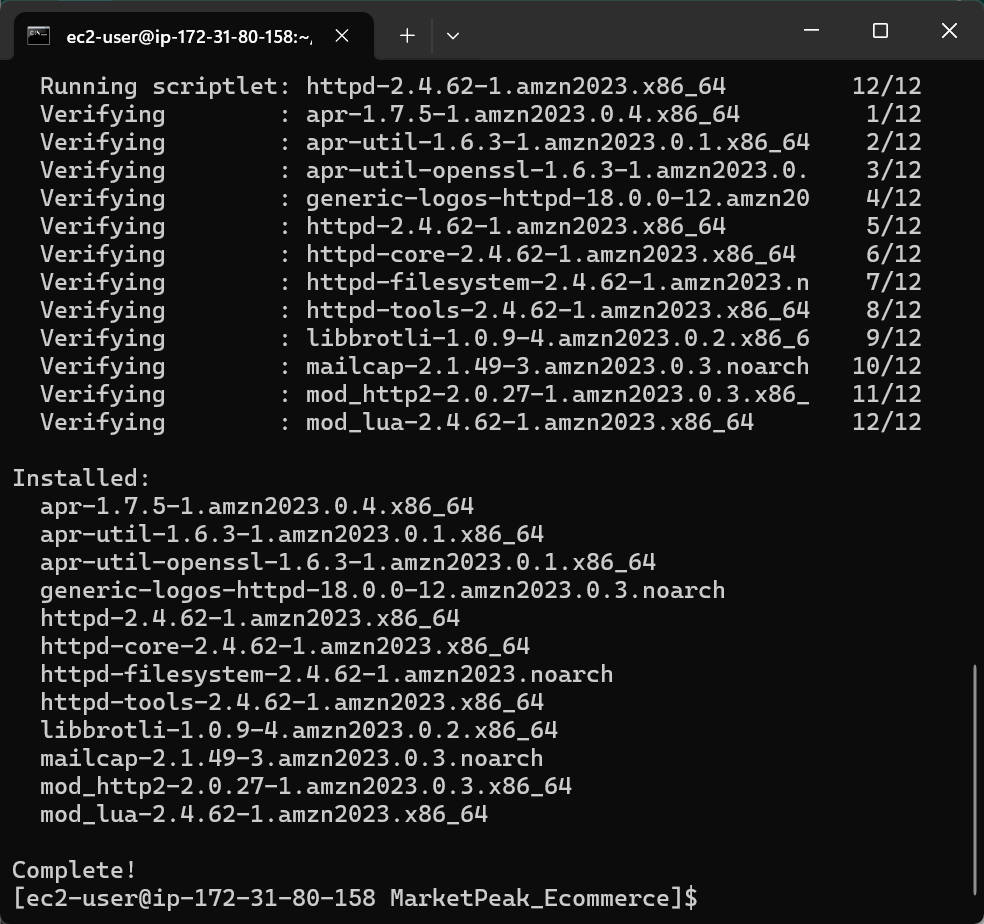 ec2-user@ip-172-31-80-158:~,
Running scriptlet: httpd-2.4.62-1.amzn2023.x86_64 12/12
Verifying : apr-1.7.5-1.amzn2023.0.4.x86_64 1/12
Verifying : apr-util-1.6.3-1.amzn2023.0.1.x86_64 2/12
Verifying : apr-util-openssl-1.6.3-1.amzn2023.0. 3/12
Verifying : generic-logos-httpd-18.0.0-12.amzn20 4/12
Verifying : httpd-2.4.62-1.amzn2023.x86_64 5/12
Verifying : httpd-core-2.4.62-1.amzn2023.x86_64 6/12
Verifying : httpd-filesystem-2.4.62-1.amzn2023.n 7/12
Verifying : httpd-tools-2.4.62-1.amzn2023.x86_64 8/12
Verifying : libbrotli-1.0.9-4.amzn2023.0.2.x86_6 9/12
Verifying : mailcap-2.1.49-3.amzn2023.0.3.noarch 10/12
Verifying : mod_http2-2.0.27-1.amzn2023.0.3.x86_ 11/12
Verifying : mod_lua-2.4.62-1.amzn2023.x86_64 12/12
Installed:
apr-1.7.5-1.amzn2023.0.4.x86_64
apr-util-1.6.3-1.amzn2023.0.1.x86_64
apr-util-openssl-1.6.3-1.amzn2023.0.1.x86_64
generic-logos-httpd-18.0.0-12.amzn2023.0.3.noarch
httpd-2.4.62-1.amzn2023.x86_64
httpd-core-2.4.62-1.amzn2023.x86_64
httpd-filesystem-2.4.62-1.amzn2023.noarch
httpd-tools-2.4.62-1.amzn2023.x86_64
libbrotli-1.0.9-4.amzn2023.0.2.x86_64
mailcap-2.1.49-3.amzn2023.0.3.noarch
mod_http2-2.0.27-1.amzn2023.0.3.x86_64
mod_lua-2.4.62-1.amzn2023.x86_64
Complete!
[ec2-user@ip-172-31-80-158 MarketPeak_Ecommerce]$